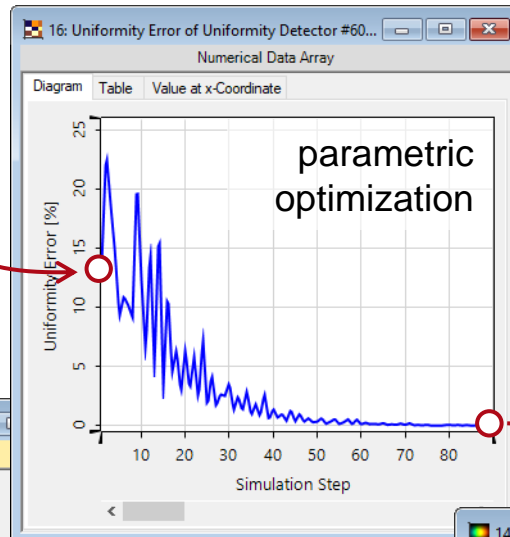 16: Uniformity Error of Uniformity Detector #60...
Numerical Data Array
Diagram Table Value at x-Coordinate
parametric
optimization
Uniformity Error [%]
25
20
15
10
5
0
10 20 30 40 50 60 70 80
Simulation Step
14